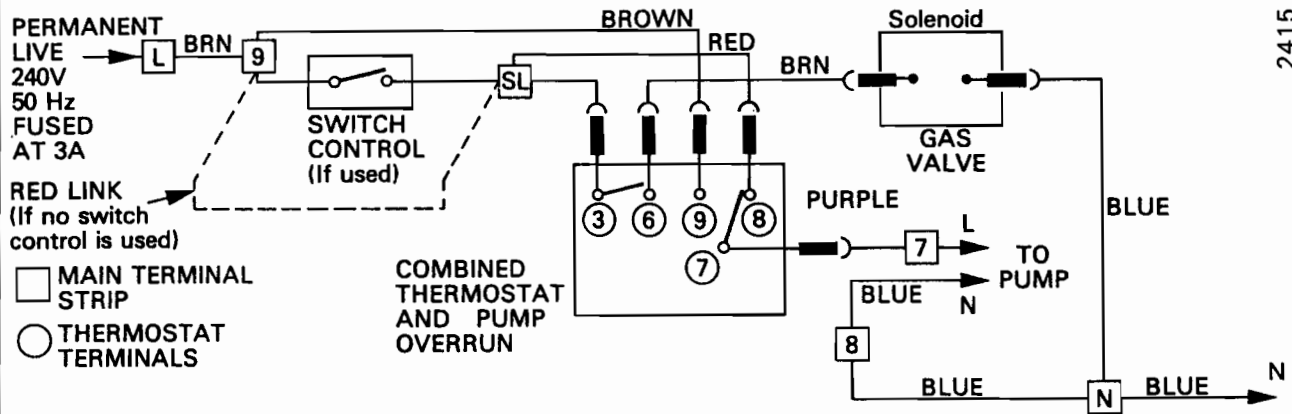 PERMANENT
LIVE
240V
50 Hz
FUSED
AT 3A
L
BRN
9
BROWN
RED
SL
SWITCH
CONTROL
(If used)
RED LINK
(If no switch
control is used)
BRN
Solenoid
GAS
VALVE
2415
BLUE
3
6
9
8
7
PURPLE
7
L
TO
PUMP
BLUE
N
8
BLUE
N
BLUE
N
COMBINED
THERMOSTAT
AND PUMP
OVERRUN
MAIN TERMINAL
STRIP
THERMOSTAT
TERMINALS